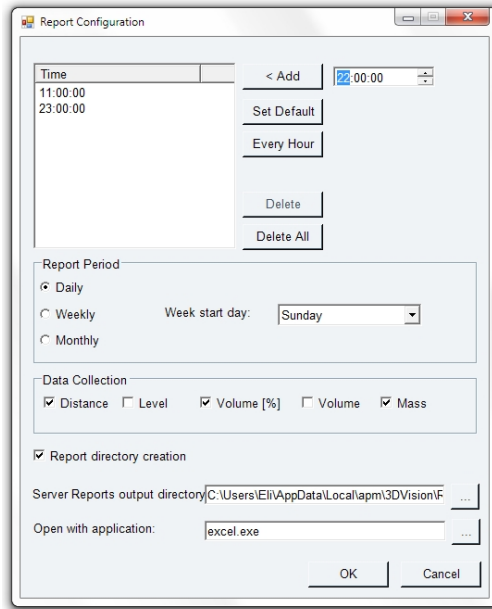 Report Configuration
Time
11:00:00
23:00:00
< Add
22:00:00
Set Default
Every Hour
Delete
Delete All
Report Period
Daily
Weekly
Week start day:
Sunday
Monthly
Data Collection
Distance Level Volume [%] Volume Mass
Report directory creation
Server Reports output directory C:\Users\Eli\AppData\Local\apm\3DVision\R ...
Open with application: excel.exe ...
OK Cancel